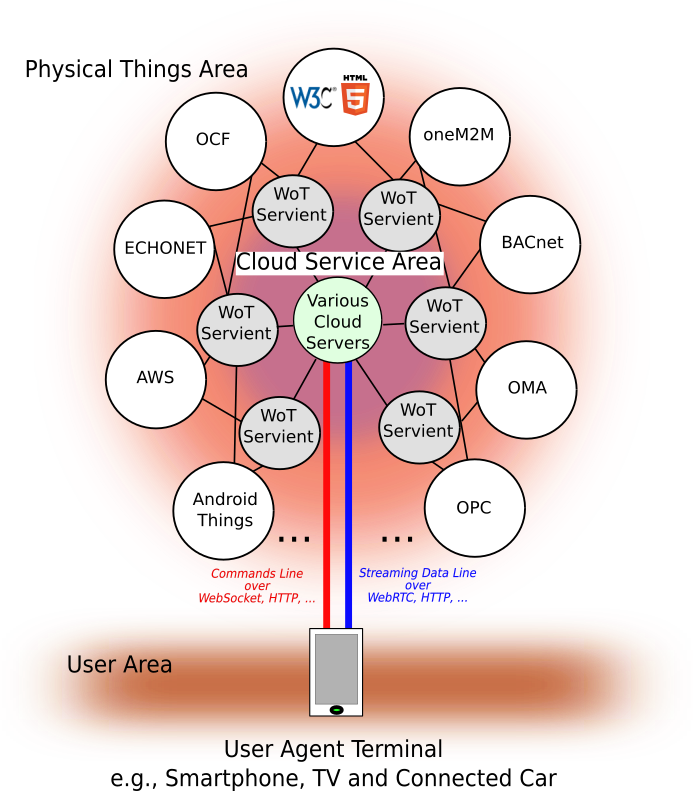 Physical Things Area
HTML
W3C®
5
OCF
oneM2M
WoT
Servient
WoT
Servient
ECHONET
BACnet
Cloud Service Area
Various
Cloud
Servers
WoT
Servient
WoT
Servient
AWS
OMA
WoT
Servient
WoT
Servient
Android
Things
OPC
...
...
Commands Line
over
WebSocket, HTTP, ...
Streaming Data Line
over
WebRTC, HTTP, ...
User Area
User Agent Terminal
e.g., Smartphone, TV and Connected Car